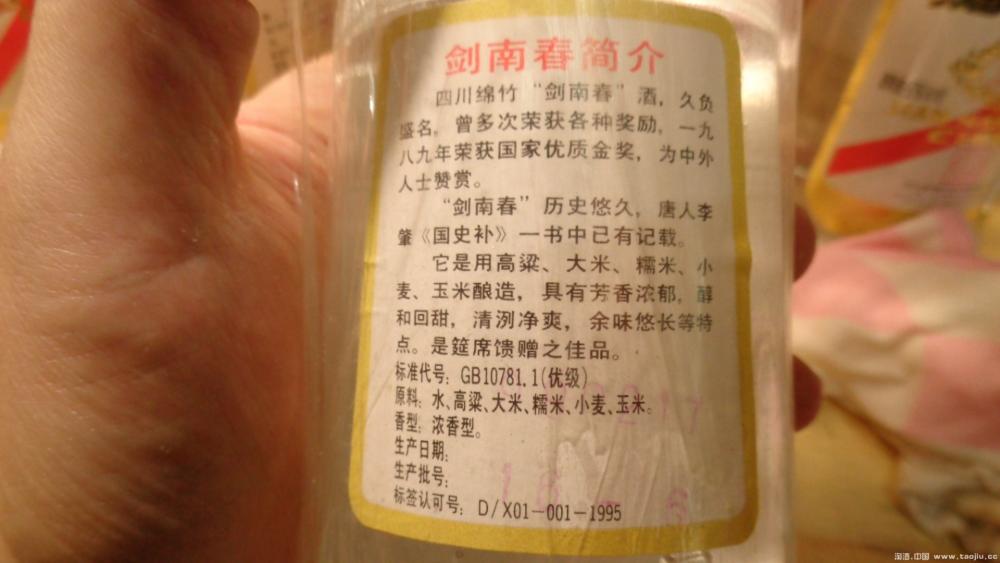 剑南春简介
四川绵竹“剑南春”酒，久负
盛名，曾多次荣获各种奖励，一九
八九年荣获国家优质金奖，为中外
人士赞赏。
“剑南春”历史悠久，唐人李
肇《国史补》一书中已有记载。
它是用高粱、大米、糯米、小
麦、玉米酿造，具有芳香浓郁，醇
和回甜，清洌净爽，余味悠长等特
点。是筵席馈赠之佳品。
标准代号：GB10781.1(优级)
原料：水、高粱、大米、糯米、小麦、玉米。
香型：浓香型。
生产日期：
生产批号：
标签认可号：D/X01-001-1995
淘酒.中国 www.taojiu.cc